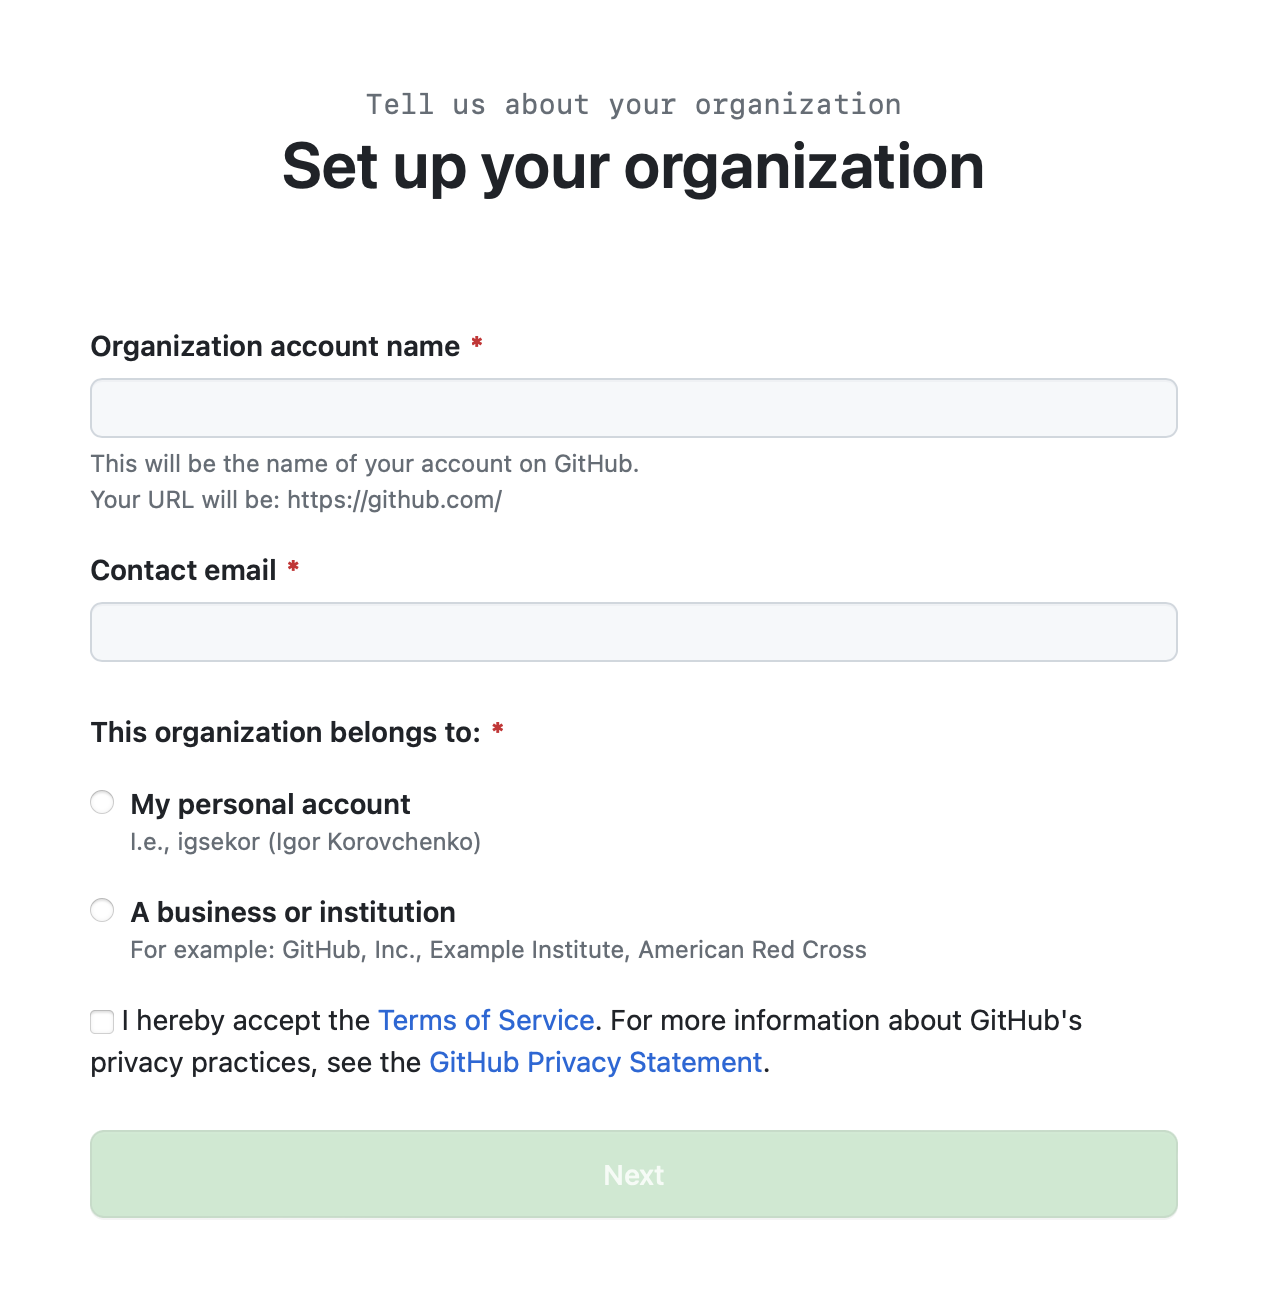 Tell us about your organization
Set up your organization
Organization account name *
This will be the name of your account on GitHub.
Your URL will be: https://github.com/
Contact email *
This organization belongs to: *
My personal account
I.e., igsekor (Igor Korovchenko)
A business or institution
For example: GitHub, Inc., Example Institute, American Red Cross
I hereby accept the Terms of Service. For more information about GitHub's
privacy practices, see the GitHub Privacy Statement.
Next